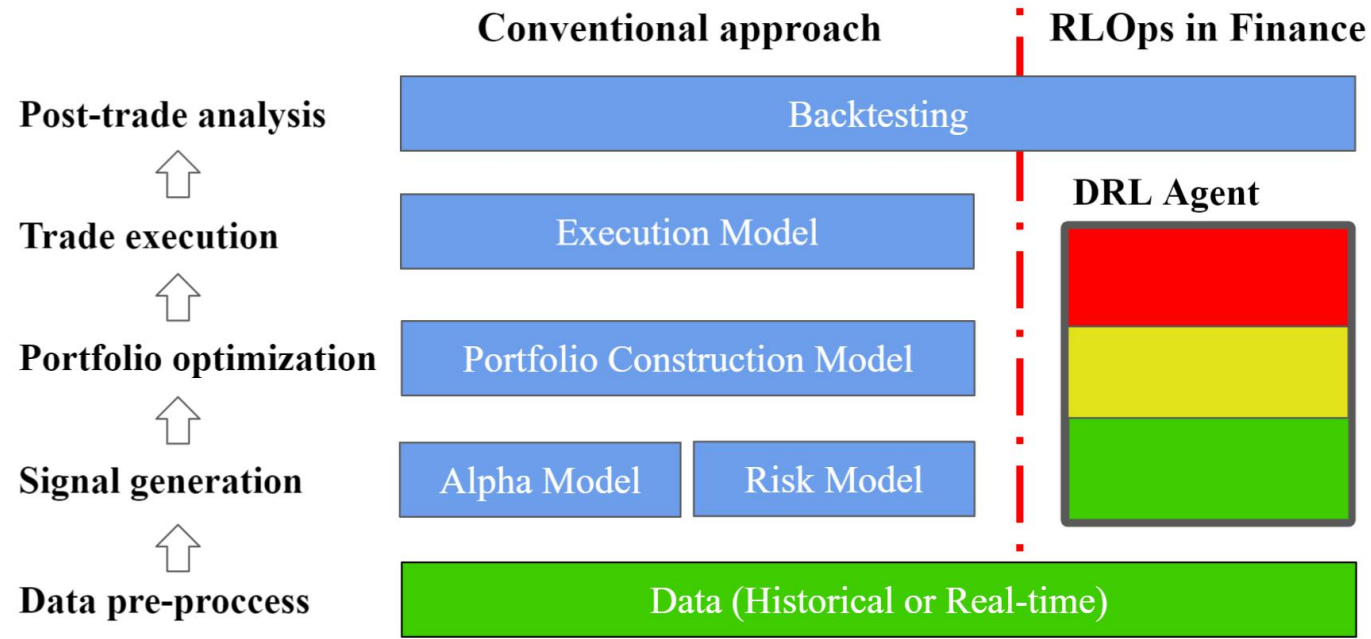 Conventional approach
RLOps in Finance
Post-trade analysis
Backtesting
DRL Agent
Trade execution
Execution Model
Portfolio optimization
Portfolio Construction Model
Signal generation
Alpha Model
Risk Model
Data pre-proccess
Data (Historical or Real-time)